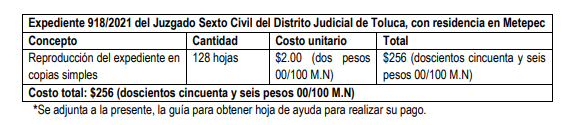 Expediente 918/2021 del Juzgado Sexto Civil del Distrito Judicial de Toluca, con residencia en Metepec
Concepto Cantidad Costo unitario Total
Reproducción del expediente en copias simples 128 hojas $2.00 (dos pesos 00/100 M.N) $256 (doscientos cincuenta y seis pesos 00/100 M.N)
Costo total: $256 (doscientos cincuenta y seis pesos 00/100 M.N)
*Se adjunta a la presente, la guía para obtener hoja de ayuda para realizar su pago.